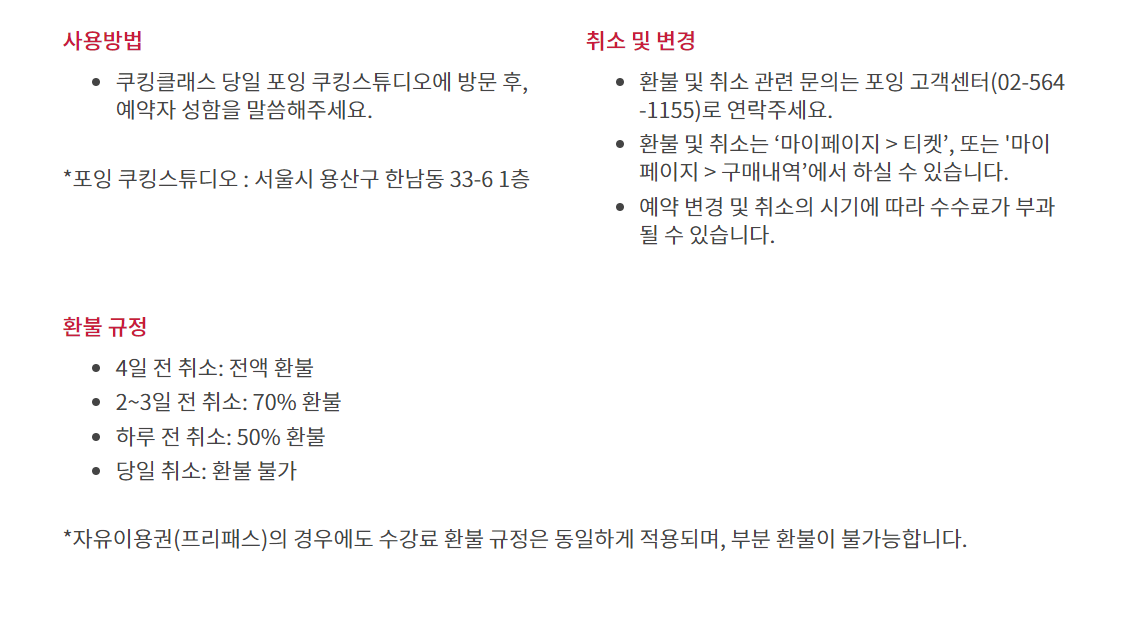 사용방법
쿠킹클래스 당일 포잉 쿠킹스튜디오에 방문 후,
예약자 성함을 말씀해주세요.
*포잉 쿠킹스튜디오 : 서울시 용산구 한남동 33-6 1층
취소 및 변경
환불 및 취소 관련 문의는 포잉 고객센터(02-564
-1155)로 연락주세요.
환불 및 취소는 ‘마이페이지 > 티켓’, 또는 '마이
페이지 > 구매내역’에서 하실 수 있습니다.
예약 변경 및 취소의 시기에 따라 수수료가 부과
될 수 있습니다.
환불 규정
4일 전 취소: 전액 환불
2~3일 전 취소: 70% 환불
하루 전 취소: 50% 환불
당일 취소: 환불 불가
*자유이용권(프리패스)의 경우에도 수강료 환불 규정은 동일하게 적용되며, 부분 환불이 불가능합니다.